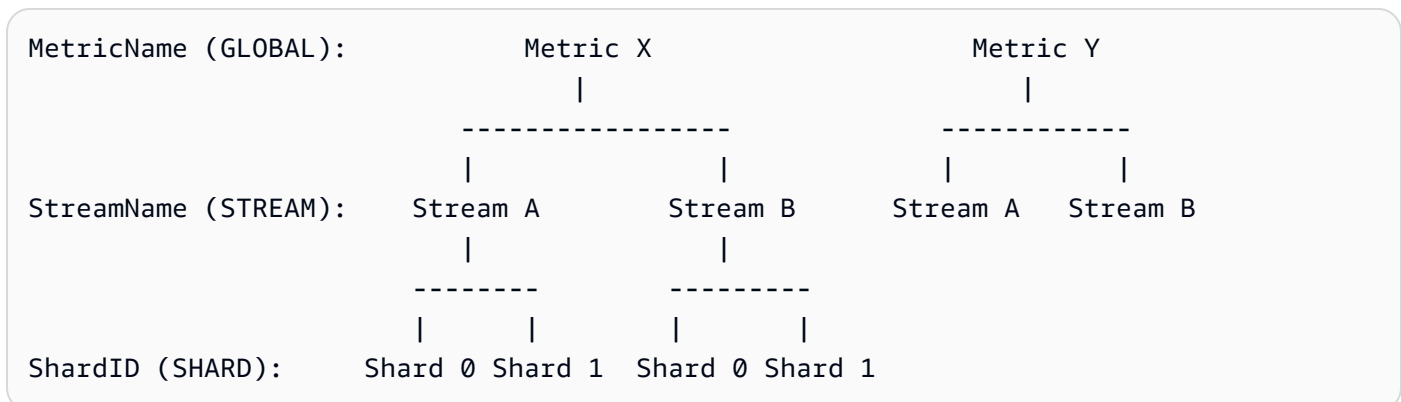 MetricName (GLOBAL):           Metric X                    Metric Y
                                  |                           |
                           -----------------            ------------
                           |               |            |          |
StreamName (STREAM):    Stream A        Stream B      Stream A   Stream B
                           |               |
                        --------        ---------
                        |      |        |       |
ShardID (SHARD):     Shard 0 Shard 1  Shard 0 Shard 1